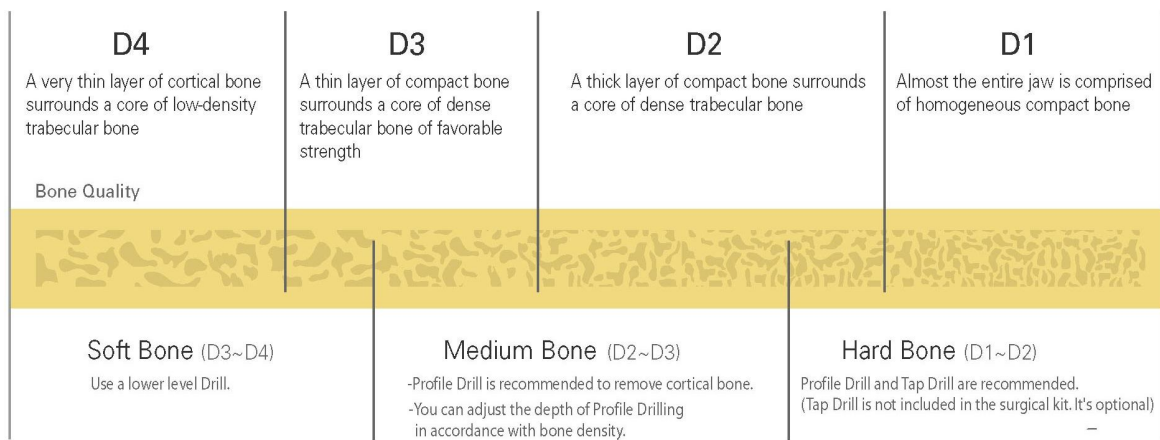 D4
A very thin layer of cortical bone
surrounds a core of low-density
trabecular bone
D3
A thin layer of compact bone
surrounds a core of dense
trabecular bone of favorable
strength
D2
A thick layer of compact bone surrounds
a core of dense trabecular bone
D1
Almost the entire jaw is comprised
of homogeneous compact bone
Bone Quality
Soft Bone (D3~D4)
Use a lower level Drill.
Medium Bone (D2~D3)
-Profile Drill is recommended to remove cortical bone.
-You can adjust the depth of Profile Drilling
in accordance with bone density.
Hard Bone (D1~D2)
Profile Drill and Tap Drill are recommended.
(Tap Drill is not included in the surgical kit. It's optional)